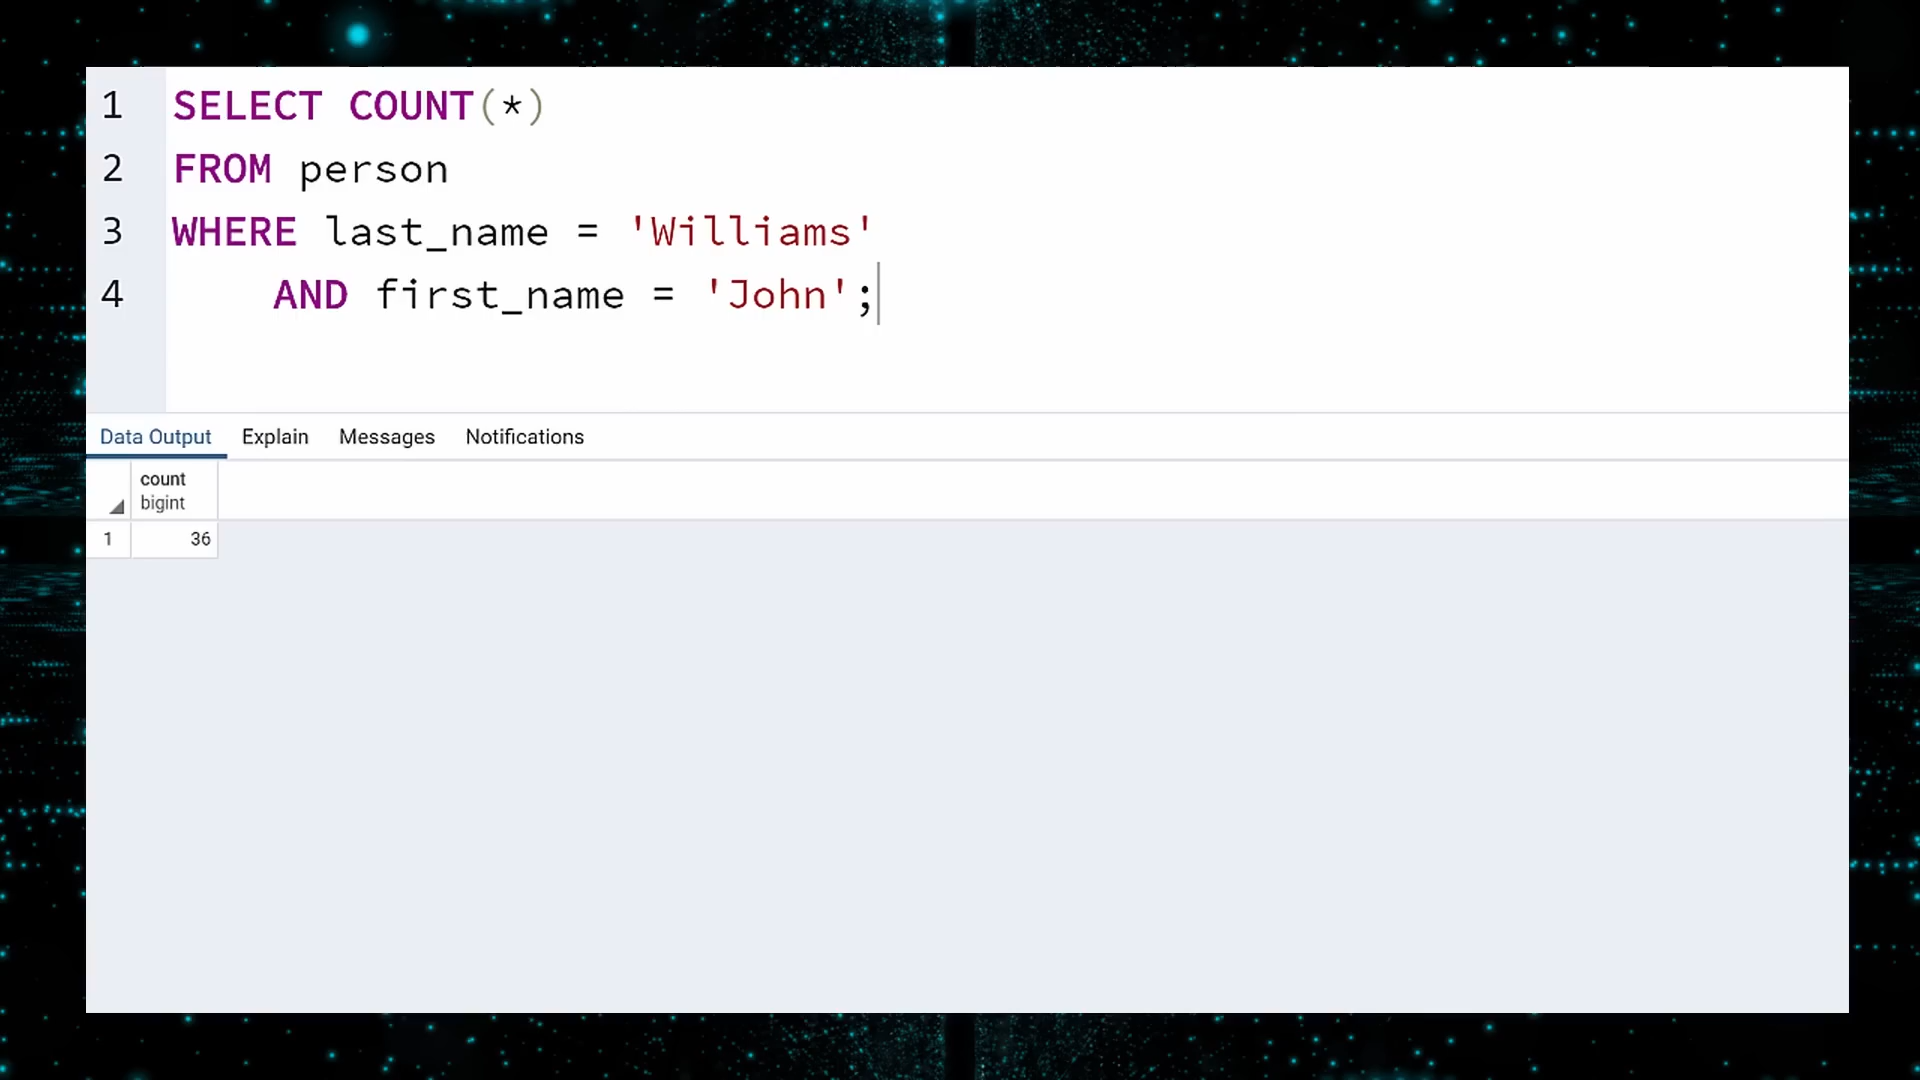 1 SELECT COUNT(*)
2 FROM person
3 WHERE last_name = 'Williams'
4     AND first_name = 'John';
Data Output Explain Messages Notifications
count
bigint
1 36